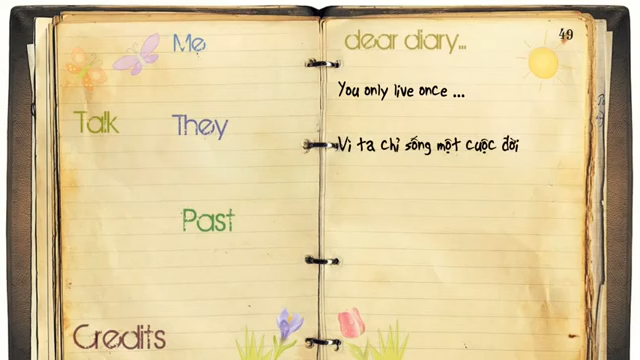 Me
Talk
They
Past
Credits
49
dear diary...
You only live once ...
Vì ta chỉ sống một cuộc đời